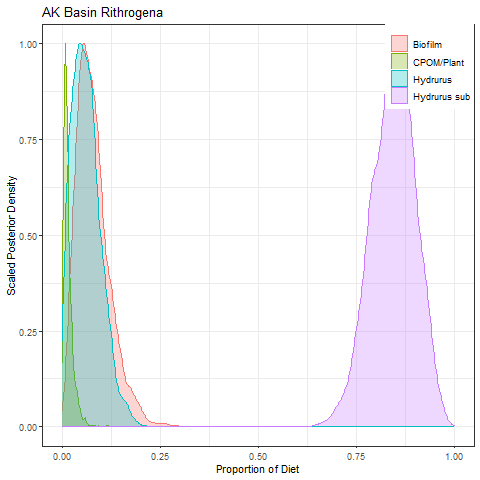 AK Basin Rithrogena
Biofilm
CPOM/Plant
Hydrurus
Hydrurus sub
Scaled Posterior Density
1.00
0.75
0.50
0.25
0.00
0.00 0.25 0.50 0.75 1.00
Proportion of Diet